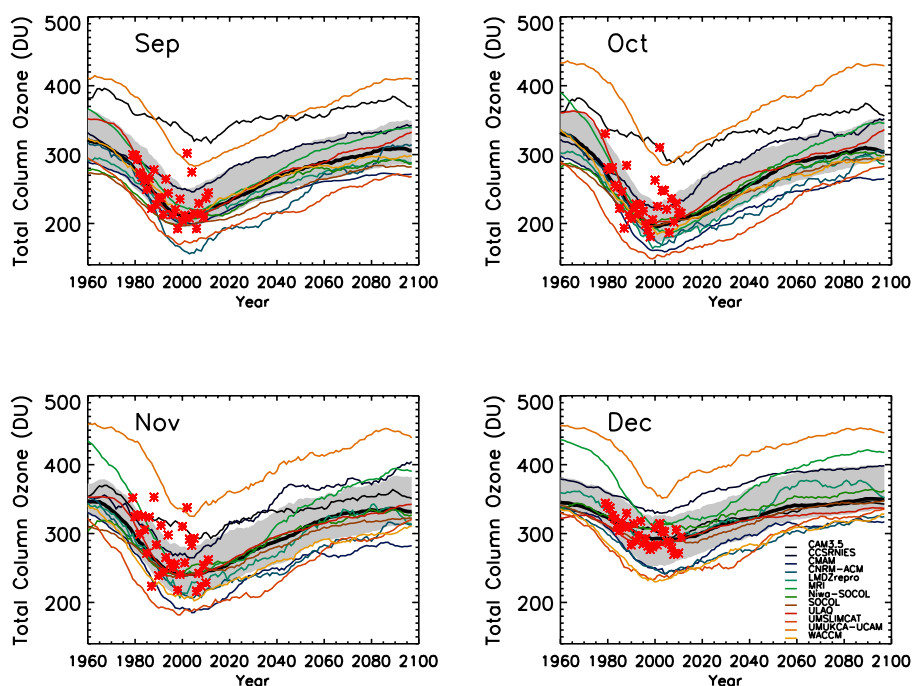 Sep
Total Column Ozone (DU)
500
400
300
200
1960 1980 2000 2020 2040 2060 2080 2100
Year
Oct
Total Column Ozone (DU)
500
400
300
200
1960 1980 2000 2020 2040 2060 2080 2100
Year
Nov
Total Column Ozone (DU)
500
400
300
200
1960 1980 2000 2020 2040 2060 2080 2100
Year
Dec
Total Column Ozone (DU)
500
400
300
200
1960 1980 2000 2020 2040 2060 2080 2100
Year
CAM3.5
CCSRNIES
CMAM
CNRM-ACM
LMDZrepro
MRI
Niwa-SOCOL
SOCOL
ULAQ
UMSLIMCAT
UMUKCA-UCAM
WACCM